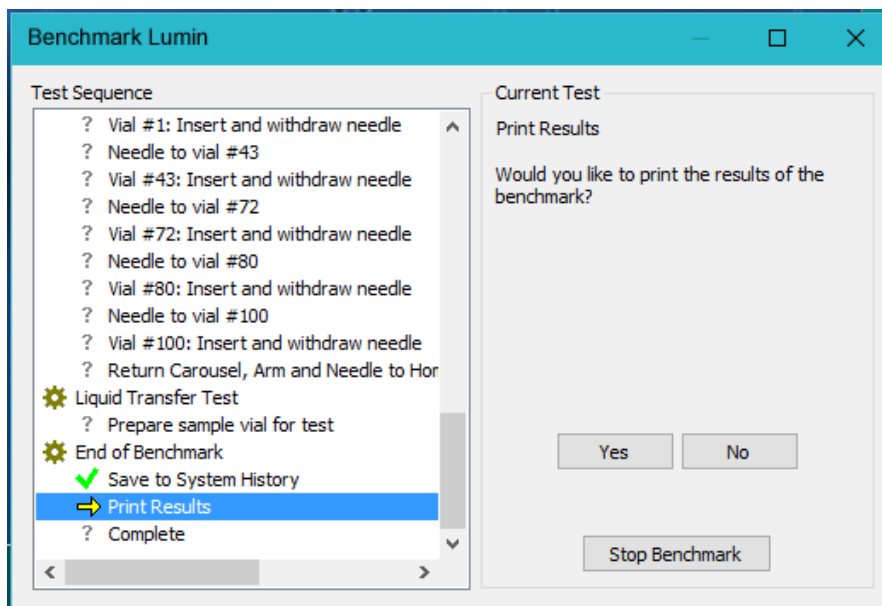 Benchmark Lumin
Test Sequence
? Vial #1: Insert and withdraw needle
? Needle to vial #43
? Vial #43: Insert and withdraw needle
? Needle to vial #72
? Vial #72: Insert and withdraw needle
? Needle to vial #80
? Vial #80: Insert and withdraw needle
? Needle to vial #100
? Vial #100: Insert and withdraw needle
? Return Carousel, Arm and Needle to Hor
Liquid Transfer Test
? Prepare sample vial for test
End of Benchmark
Save to System History
Print Results
? Complete
Current Test
Print Results
Would you like to print the results of the
benchmark?
Yes No
Stop Benchmark